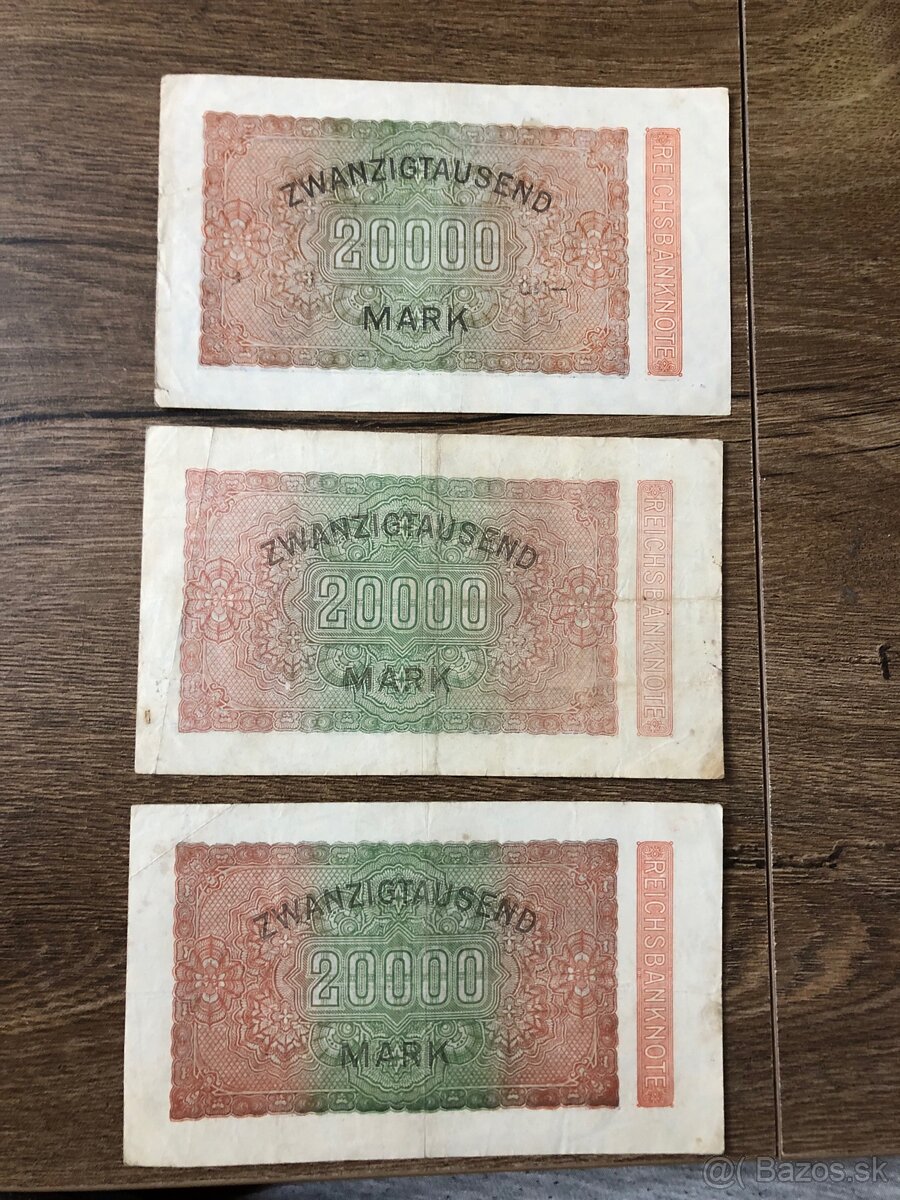 ZWANZIGTAUSEND
20000
MARK
REICHSBANKNOTE
ZWANZIGTAUSEND
20000
MARK
REICHSBANKNOTE
ZWANZIGTAUSEND
20000
MARK
REICHSBANKNOTE
@( Bazos.sk